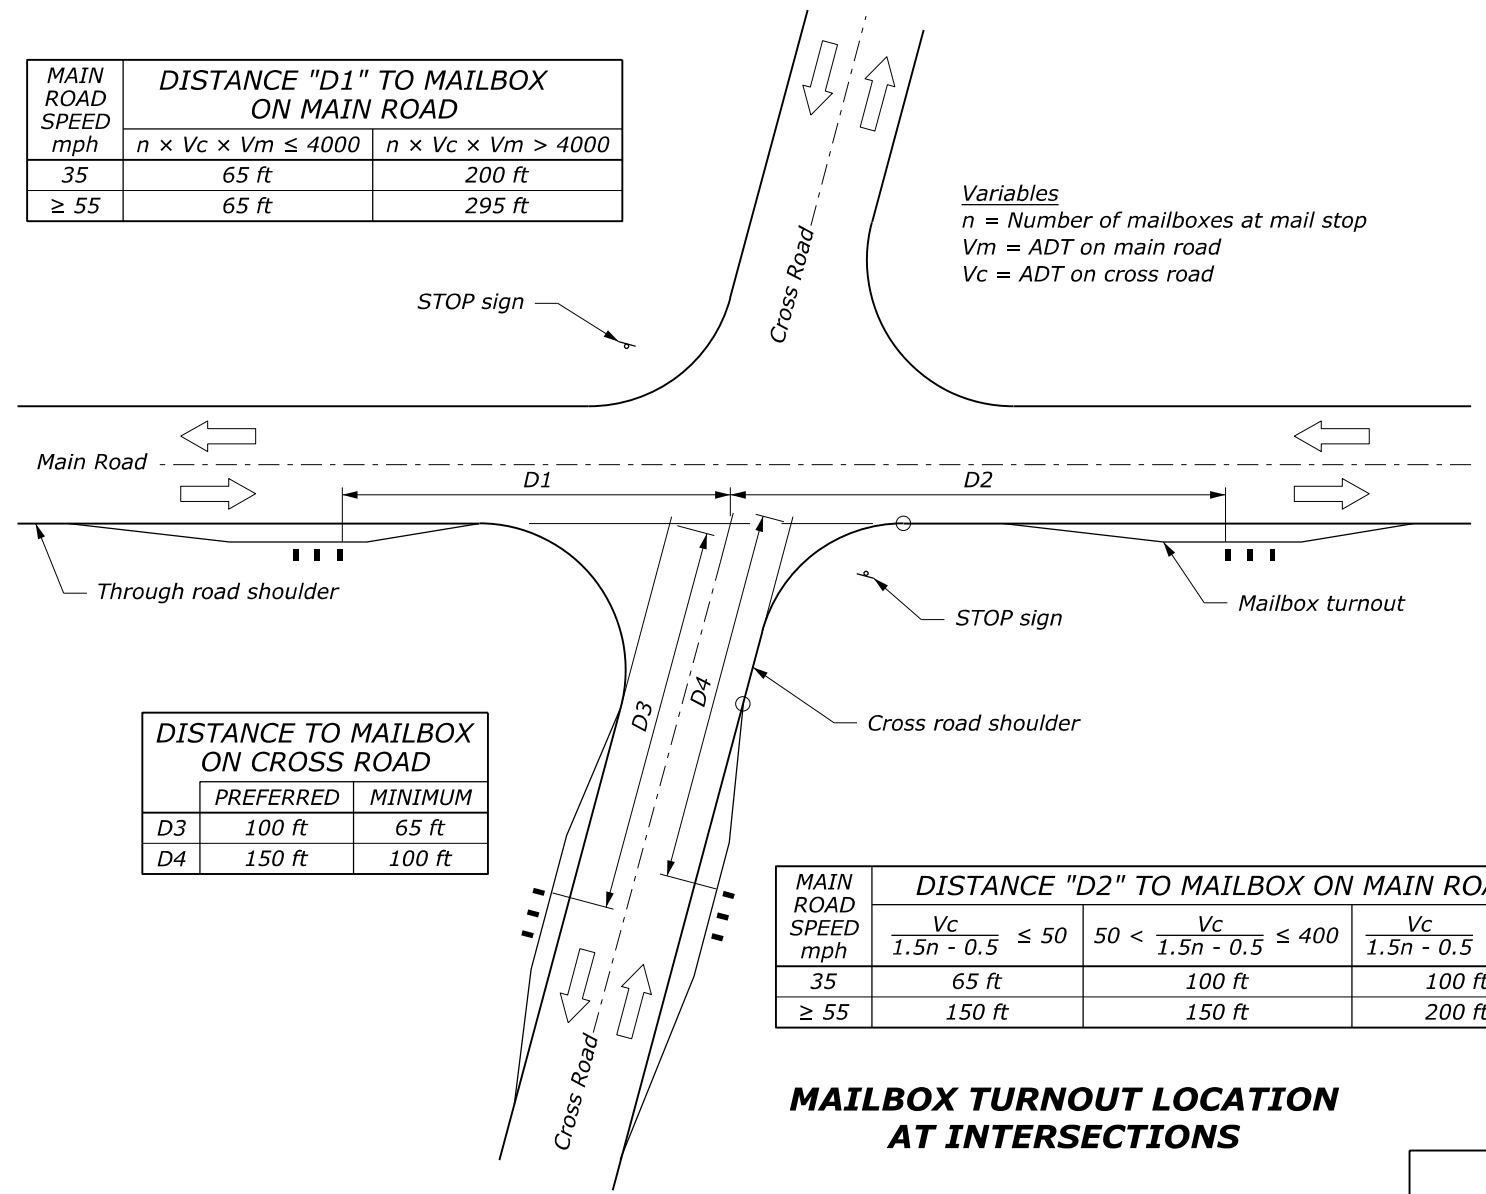 MAIN
ROAD
SPEED
mph
DISTANCE "D1" TO MAILBOX
ON MAIN ROAD
n × Vc × Vm ≤ 4000
n × Vc × Vm > 4000
35
65 ft
200 ft
≥ 55
65 ft
295 ft
Variables
n = Number of mailboxes at mail stop
Vm = ADT on main road
Vc = ADT on cross road
Cross Road
STOP sign
Main Road
D1
D2
Through road shoulder
STOP sign
Mailbox turnout
D3
D4
Cross road shoulder
DISTANCE TO MAILBOX
ON CROSS ROAD
PREFERRED
MINIMUM
D3
100 ft
65 ft
D4
150 ft
100 ft
MAIN
ROAD
SPEED
mph
DISTANCE "D2" TO MAILBOX ON MAIN
Vc
1.5n - 0.5
≤ 50
50 <
Vc
1.5n - 0.5
≤ 400
Vc
1.5n - 0.5
35
65 ft
100 ft
100 ft
≥ 55
150 ft
150 ft
200 ft
Cross Road
MAILBOX TURNOUT LOCATION
AT INTERSECTIONS